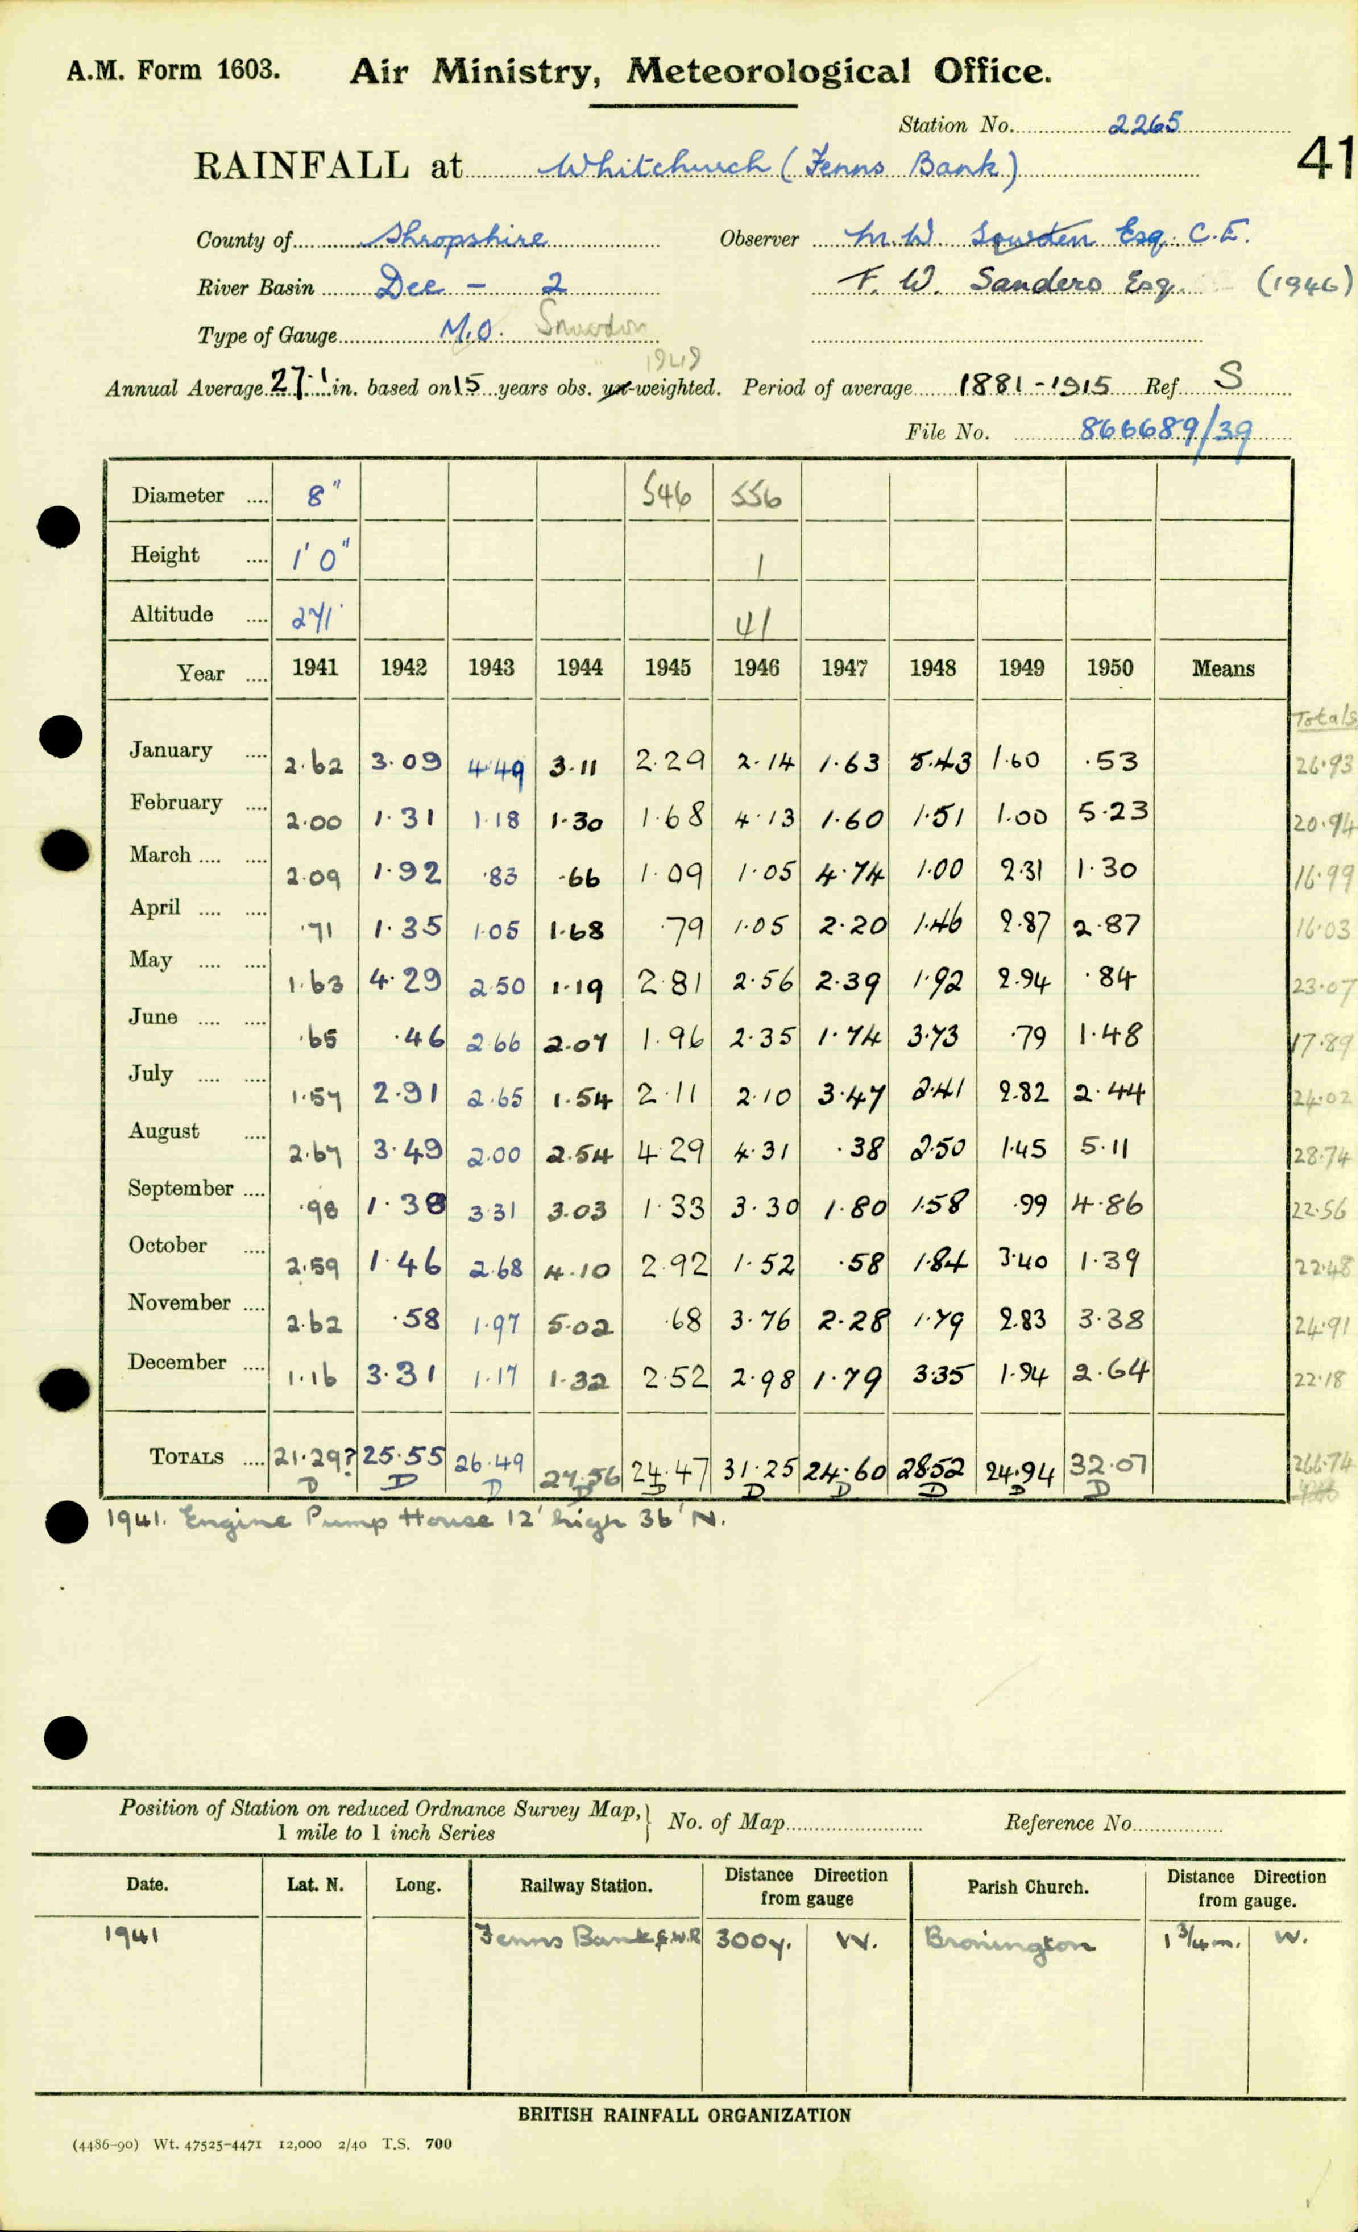 A.M. Form 1603. Air Ministry, Meteorological Office.
Station No. 2265
41
RAINFALL at Whitchurch (Fenns Bank)
County of Shropshire Observer M.W. Sowden Esq. C.E.
River Basin Dee - 2 F. W. Sanders Esq. (1946)
Type of Gauge M.O. Snowdon
1949
Annual Average 27.1 in. based on 15 years obs. un-weighted. Period of average 1881-1915 Ref. S
File No. 866689/39
Diameter .... 8" 546 556
Height .... 1' 0" 1
Altitude .... 271' 41
Year .... 1941 1942 1943 1944 1945 1946 1947 1948 1949 1950 Means
Totals
January .... 2.62 3.09 4.49 3.11 2.29 2.14 1.63 5.43 1.60 .53 26.93
February .... 2.00 1.31 1.18 1.30 1.68 4.13 1.60 1.51 1.00 5.23 20.94
March .... .... 2.09 1.92 .83 .66 1.09 1.05 4.74 1.00 2.31 1.30 16.99
April .... .... .71 1.35 1.05 1.68 .79 1.05 2.20 1.46 2.87 2.87 16.03
May .... .... 1.63 4.29 2.50 1.19 2.81 2.56 2.39 1.92 2.94 .84 23.07
June .... .... .65 .46 2.66 2.07 1.96 2.35 1.74 3.73 .79 1.48 17.89
July .... .... 1.57 2.91 2.65 1.54 2.11 2.10 3.47 2.41 2.82 2.44 24.02
August .... 2.67 3.49 2.00 2.54 4.29 4.31 .38 2.50 1.45 5.11 28.74
September .... .98 1.38 3.31 3.03 1.33 3.30 1.80 1.58 .99 4.86 22.56
October .... 2.59 1.46 2.68 4.10 2.92 1.52 .58 1.84 3.40 1.39 22.48
November .... 2.62 .58 1.97 5.02 .68 3.76 2.28 1.79 2.83 3.38 24.91
December .... 1.16 3.31 1.17 1.32 2.52 2.98 1.79 3.35 1.94 2.64 22.18
TOTALS .... 21.29? 25.55 26.49 27.56 24.47 31.25 24.60 28.52 24.94 32.07 266.74
D D D D D D D D D D
1941. Engine Pump House 12' high 36' N.
Position of Station on reduced Ordnance Survey Map, 1 mile to 1 inch Series } No. of Map Reference No.
Date. Lat. N. Long. Railway Station. Distance Direction from gauge Parish Church. Distance Direction from gauge.
1941 Fenns Bank G.W.R 300y. W. Bronington 1 3/4 m. W.
BRITISH RAINFALL ORGANIZATION
(4486-90) Wt. 47525-4471 12,000 2/40 T.S. 700